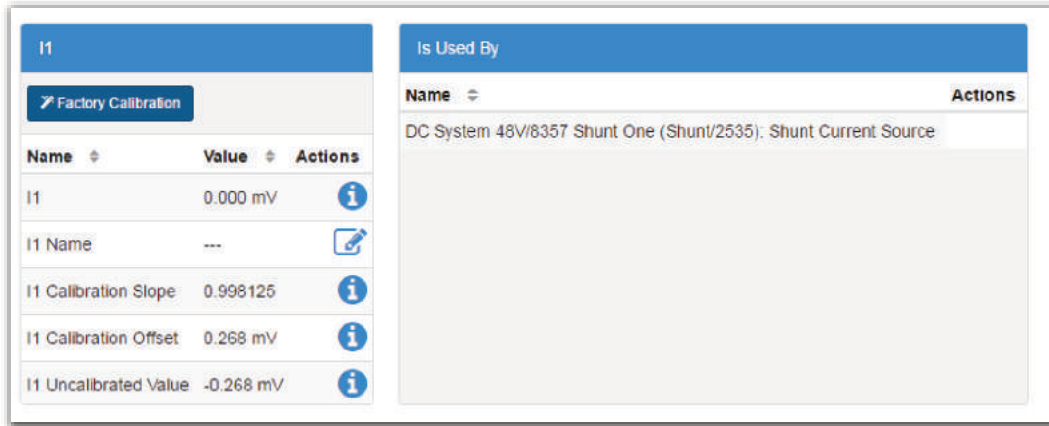 I1
Factory Calibration
Name Value Actions
I1 0.000 mV
I1 Name ---
I1 Calibration Slope 0.998125
I1 Calibration Offset 0.268 mV
I1 Uncalibrated Value -0.268 mV
Is Used By
Name Actions
DC System 48V/8357 Shunt One (Shunt/2535): Shunt Current Source